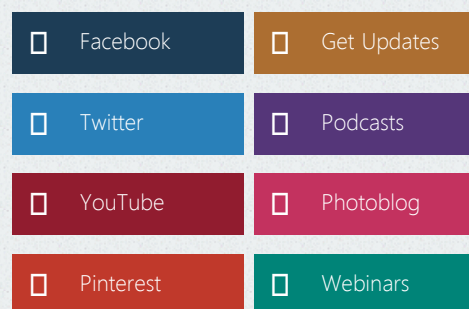 Facebook
Get Updates
Twitter
Podcasts
YouTube
Photoblog
Pinterest
Webinars